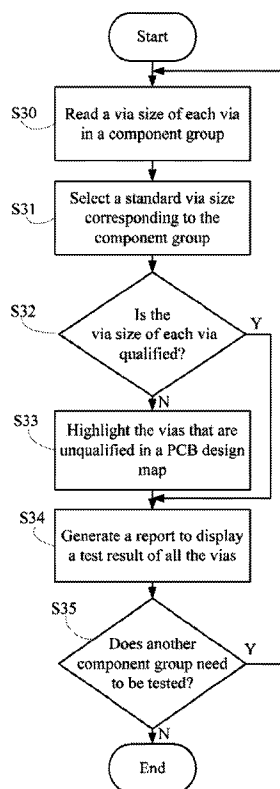 Start
S30
Read a via size of each via
in a component group
S31
Select a standard via size
corresponding to the
component group
S32
Is the
via size of each via
qualified?
Y
N
S33
Highlight the vias that are
unqualified in a PCB design
map
S34
Generate a report to display
a test result of all the vias
S35
Does another
component group need
to be tested?
Y
N
End